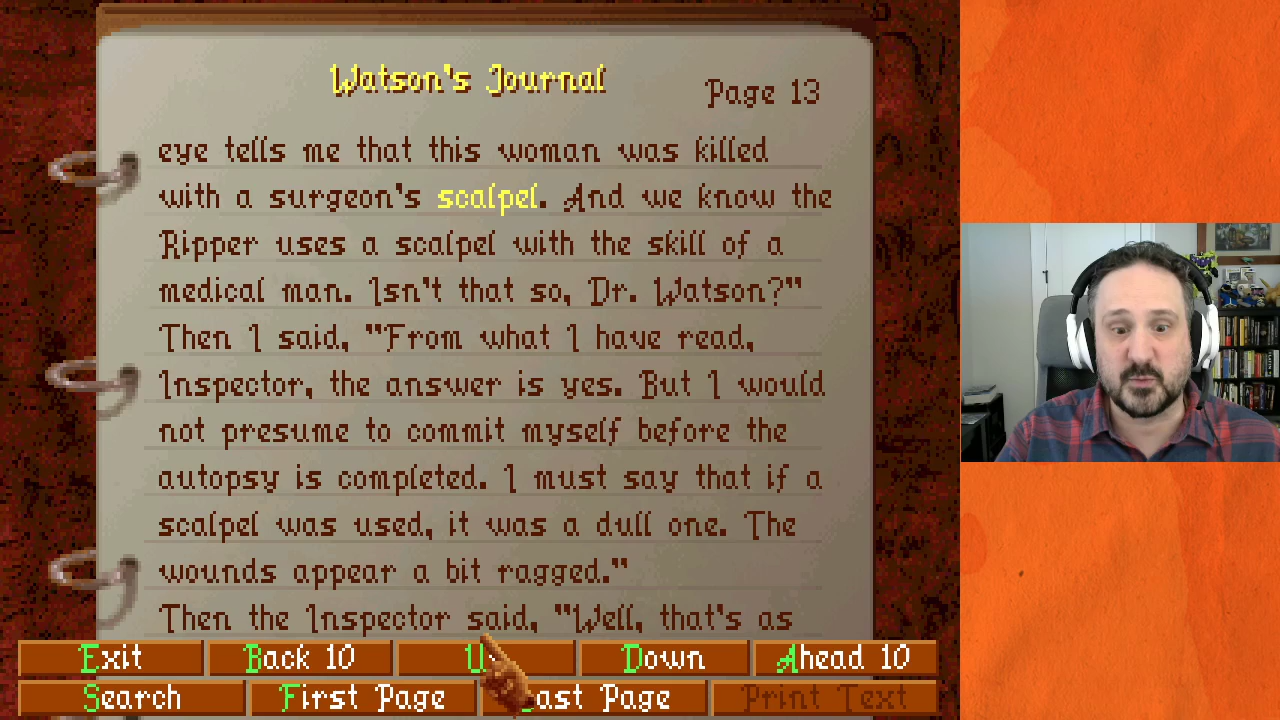 Watson's Journal
Page 13
eye tells me that this woman was killed
with a surgeon's scalpel. And we know the
Ripper uses a scalpel with the skill of a
medical man. Isn't that so, Dr. Watson?"
Then I said, "From what I have read,
Inspector, the answer is yes. But I would
not presume to commit myself before the
autopsy is completed. I must say that if a
scalpel was used, it was a dull one. The
wounds appear a bit ragged."
Then the Inspector said, "Well, that's as
Exit Back 10 Down Ahead 10
Search First Page Last Page Print Text